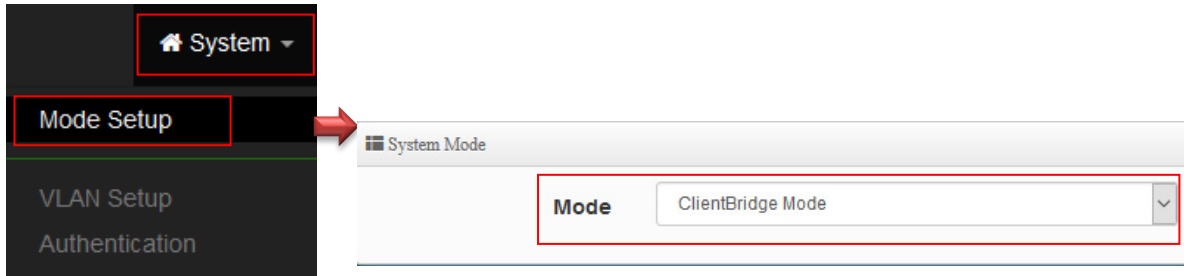 System
Mode Setup
VLAN Setup
Authentication
System Mode
Mode
ClientBridge Mode